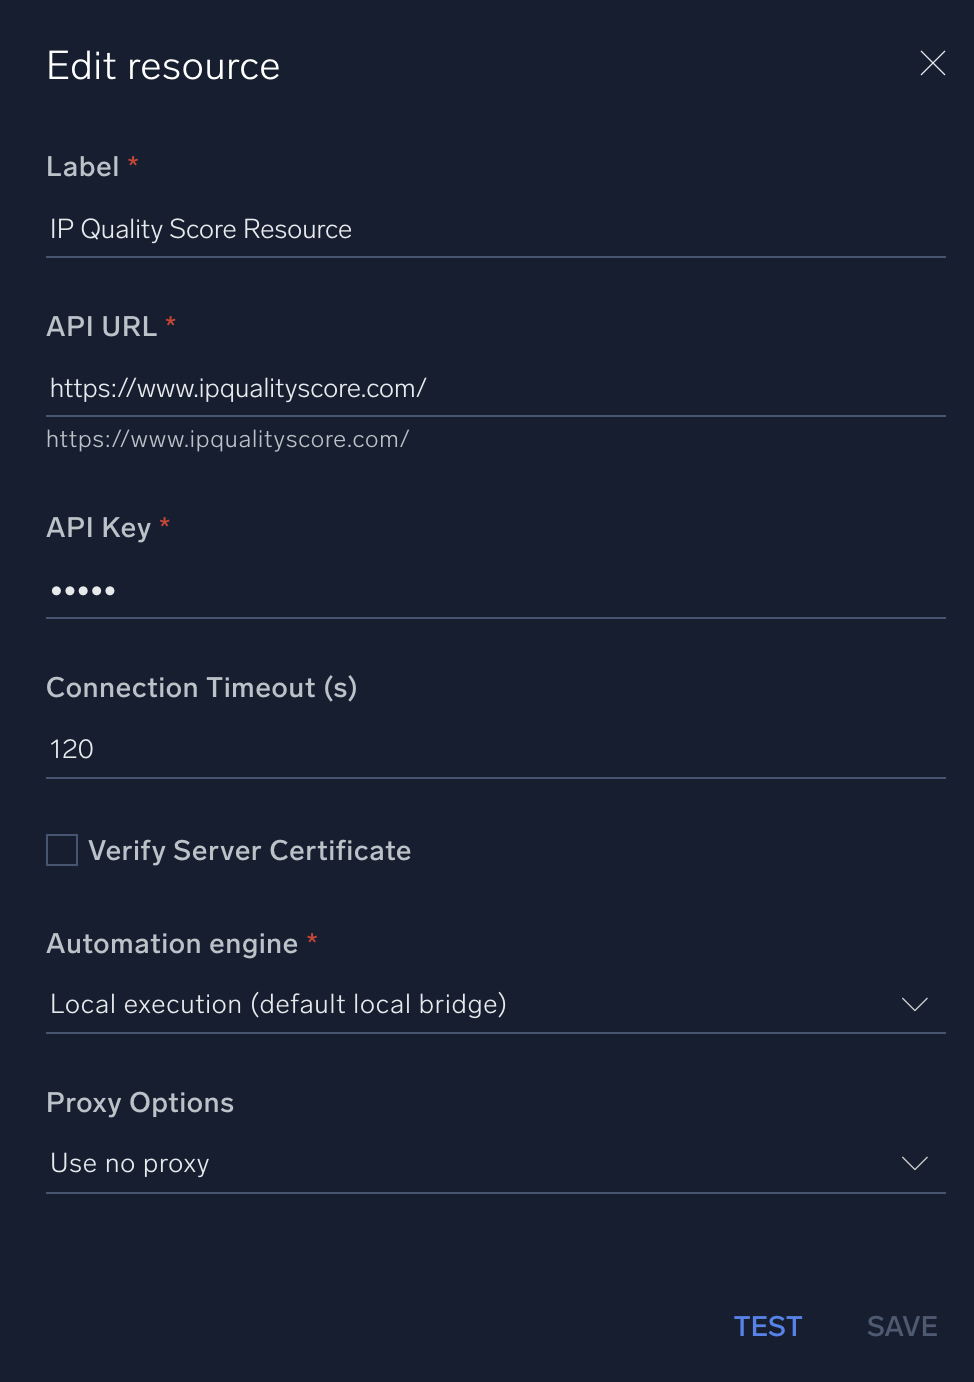 Edit resource
Label *
IP Quality Score Resource
API URL *
https://www.ipqualityscore.com/
https://www.ipqualityscore.com/
API Key *
•••••
Connection Timeout (s)
120
Verify Server Certificate
Automation engine *
Local execution (default local bridge)
Proxy Options
Use no proxy
TEST SAVE